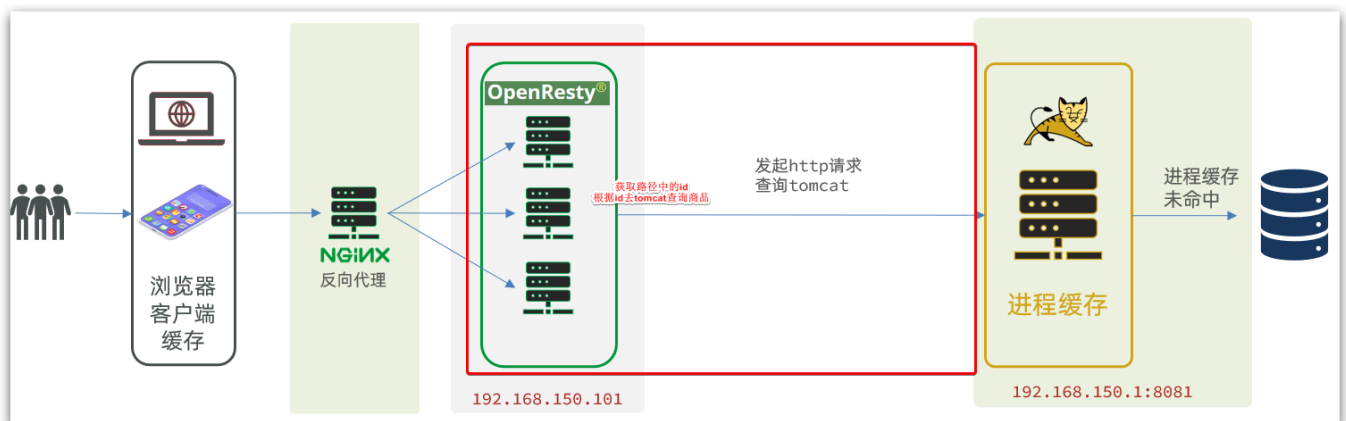 浏览器
客户端
缓存
NGINX
反向代理
OpenResty®
获取路径中的id
根据id去tomcat查询商品
192.168.150.101
发起http请求
查询tomcat
进程缓存
192.168.150.1:8081
进程缓存
未命中